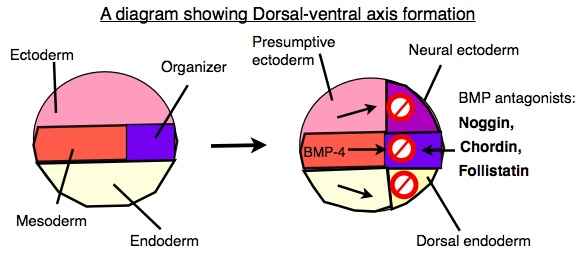 A diagram showing Dorsal-ventral axis formation
Ectoderm
Organizer
Mesoderm
Endoderm
Presumptive
ectoderm
Neural ectoderm
BMP antagonists:
Noggin,
Chordin,
Follistatin
BMP-4
Dorsal endoderm